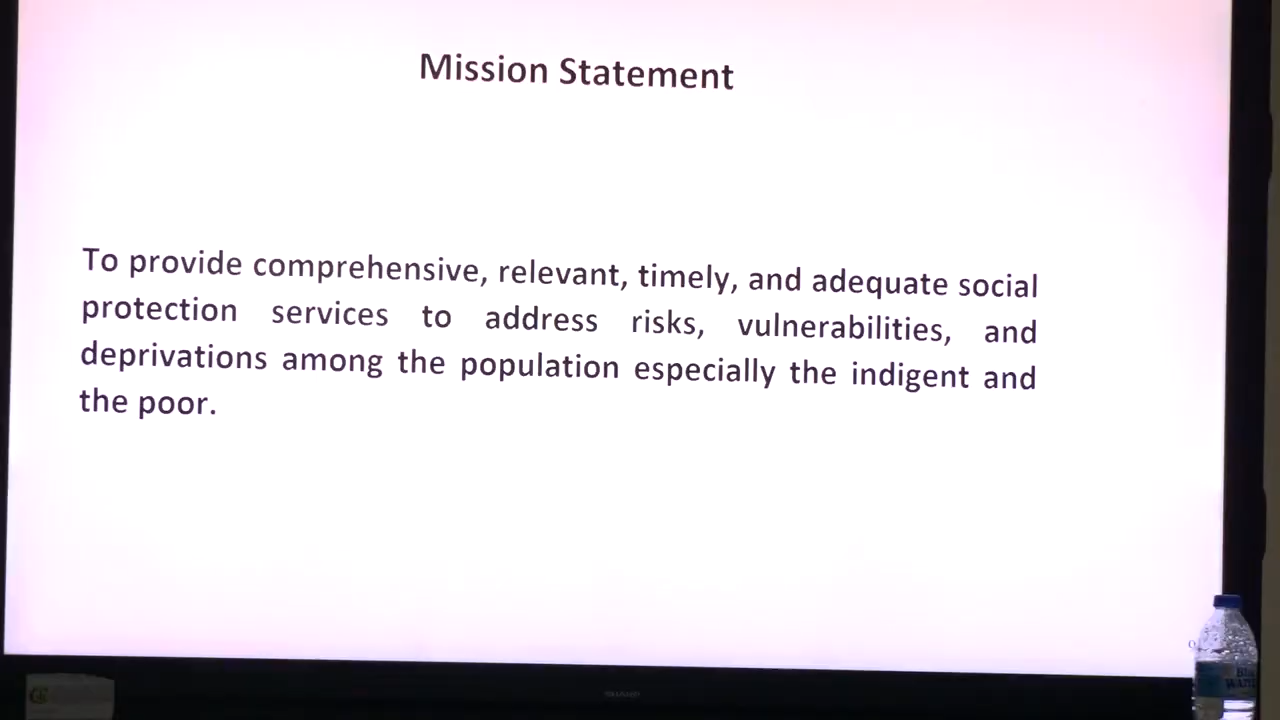 Mission Statement
To provide comprehensive, relevant, timely, and adequate social
protection services to address risks, vulnerabilities, and
deprivations among the population especially the indigent and
the poor.